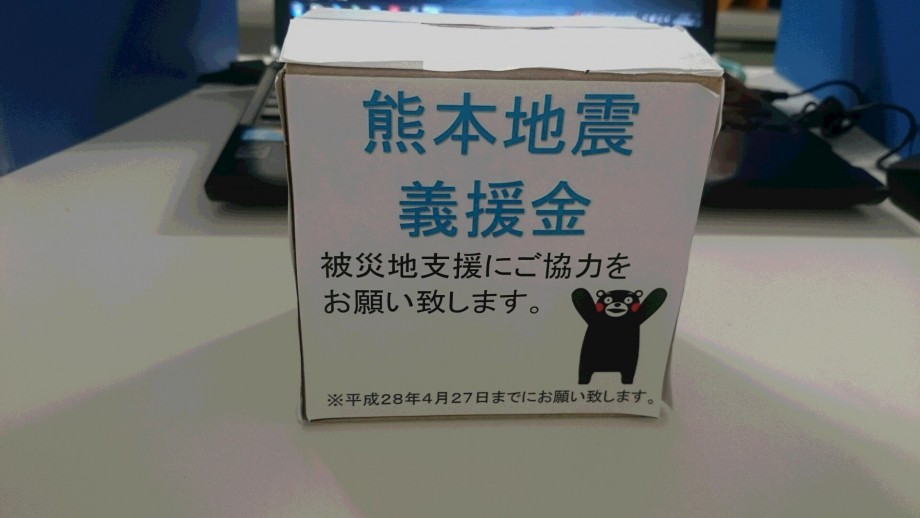 熊本地震
義援金
被災地支援にご協力を
お願い致します。
※平成28年4月27日までにお願い致します。